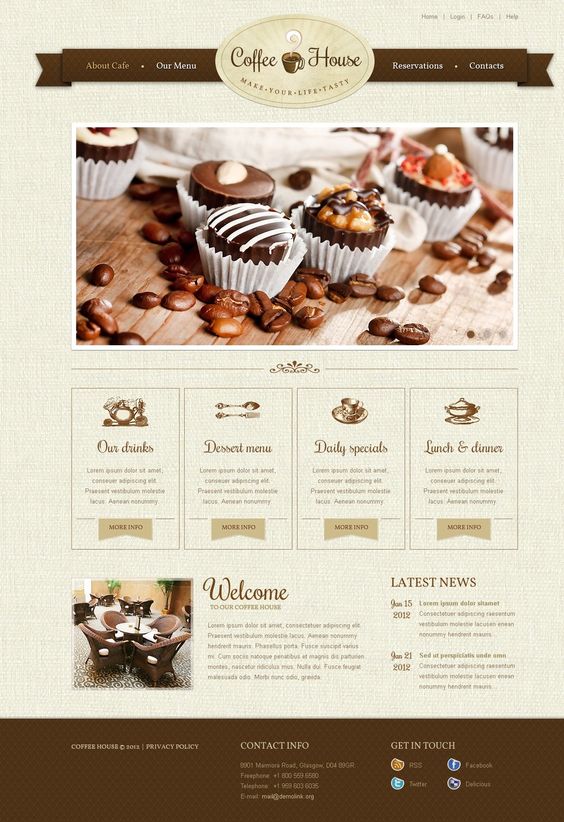 Home | Login | FAQs | Help
About Cafe • Our Menu
Coffee House
MAKE•YOUR•LIFE•TASTY
Reservations • Contacts
Our drinks
Lorem ipsum dolor sit amet,
conseuer adipiscing elit.
Praesent vestibulum molestie
lacus. Aenean nonummy.
MORE INFO
Dessert menu
Lorem ipsum dolor sit amet,
conseuer adipiscing elit.
Praesent vestibulum molestie
lacus. Aenean nonummy.
MORE INFO
Daily specials
Lorem ipsum dolor sit amet,
conseuer adipiscing elit.
Praesent vestibulum molestie
lacus. Aenean nonummy.
MORE INFO
Lunch & dinner
Lorem ipsum dolor sit amet,
conseuer adipiscing elit.
Praesent vestibulum molestie
lacus. Aenean nonummy.
MORE INFO
Welcome
TO OUR COFFEE HOUSE
Lorem ipsum dolor sit amet, consectetuer adipiscing elit.
Praesent vestibulum molestie lacus. Aenean nonummy
hendrerit mauris. Phasellus porta. Fusce suscipit varius
mi. Cum sociis natoque penatibus et magnis dis parturient
montes, nascetur ridiculus mus. Nulla dui. Fusce feugiat
malesuada odio. Morbi nunc odio, gravida.
LATEST NEWS
Jan 15
2012
Lorem ipsum dolor sitamet
Consectetuer adipiscing raesentum
vestibulum molestie lacusen onean
nonummy hendrerit mauris...
Jan 21
2012
Sed ut perspiciatis unde omn
Consectetuer adipiscing raesentum
vestibulum molestie lacusen onean
nonummy hendrerit mauris...
COFFEE HOUSE © 2012 | PRIVACY POLICY
CONTACT INFO
8901 Marmora Road, Glasgow, D04 89GR.
Freephone: +1 800 559 6580
Telephone: +1 959 603 6035
E-mail: mail@demolink.org
GET IN TOUCH
RSS
Facebook
Twitter
Delicious